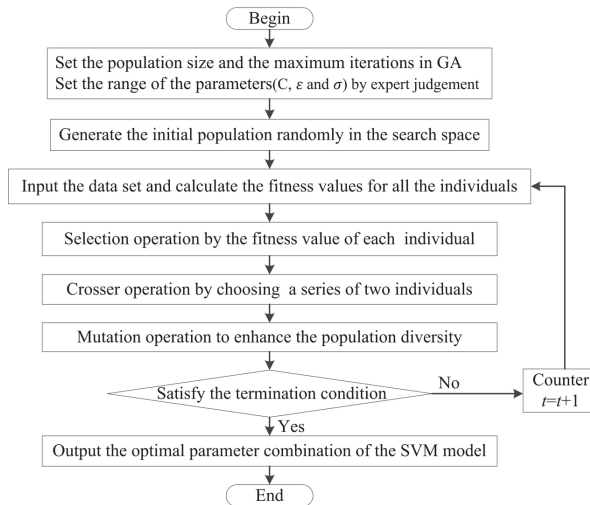 Begin
Set the population size and the maximum iterations in GA
Set the range of the parameters(C, ε and σ) by expert judgement
Generate the initial population randomly in the search space
Input the data set and calculate the fitness values for all the individuals
Selection operation by the fitness value of each individual
Crosser operation by choosing a series of two individuals
Mutation operation to enhance the population diversity
Satisfy the termination condition
No
Counter
t=t+1
Yes
Output the optimal parameter combination of the SVM model
End